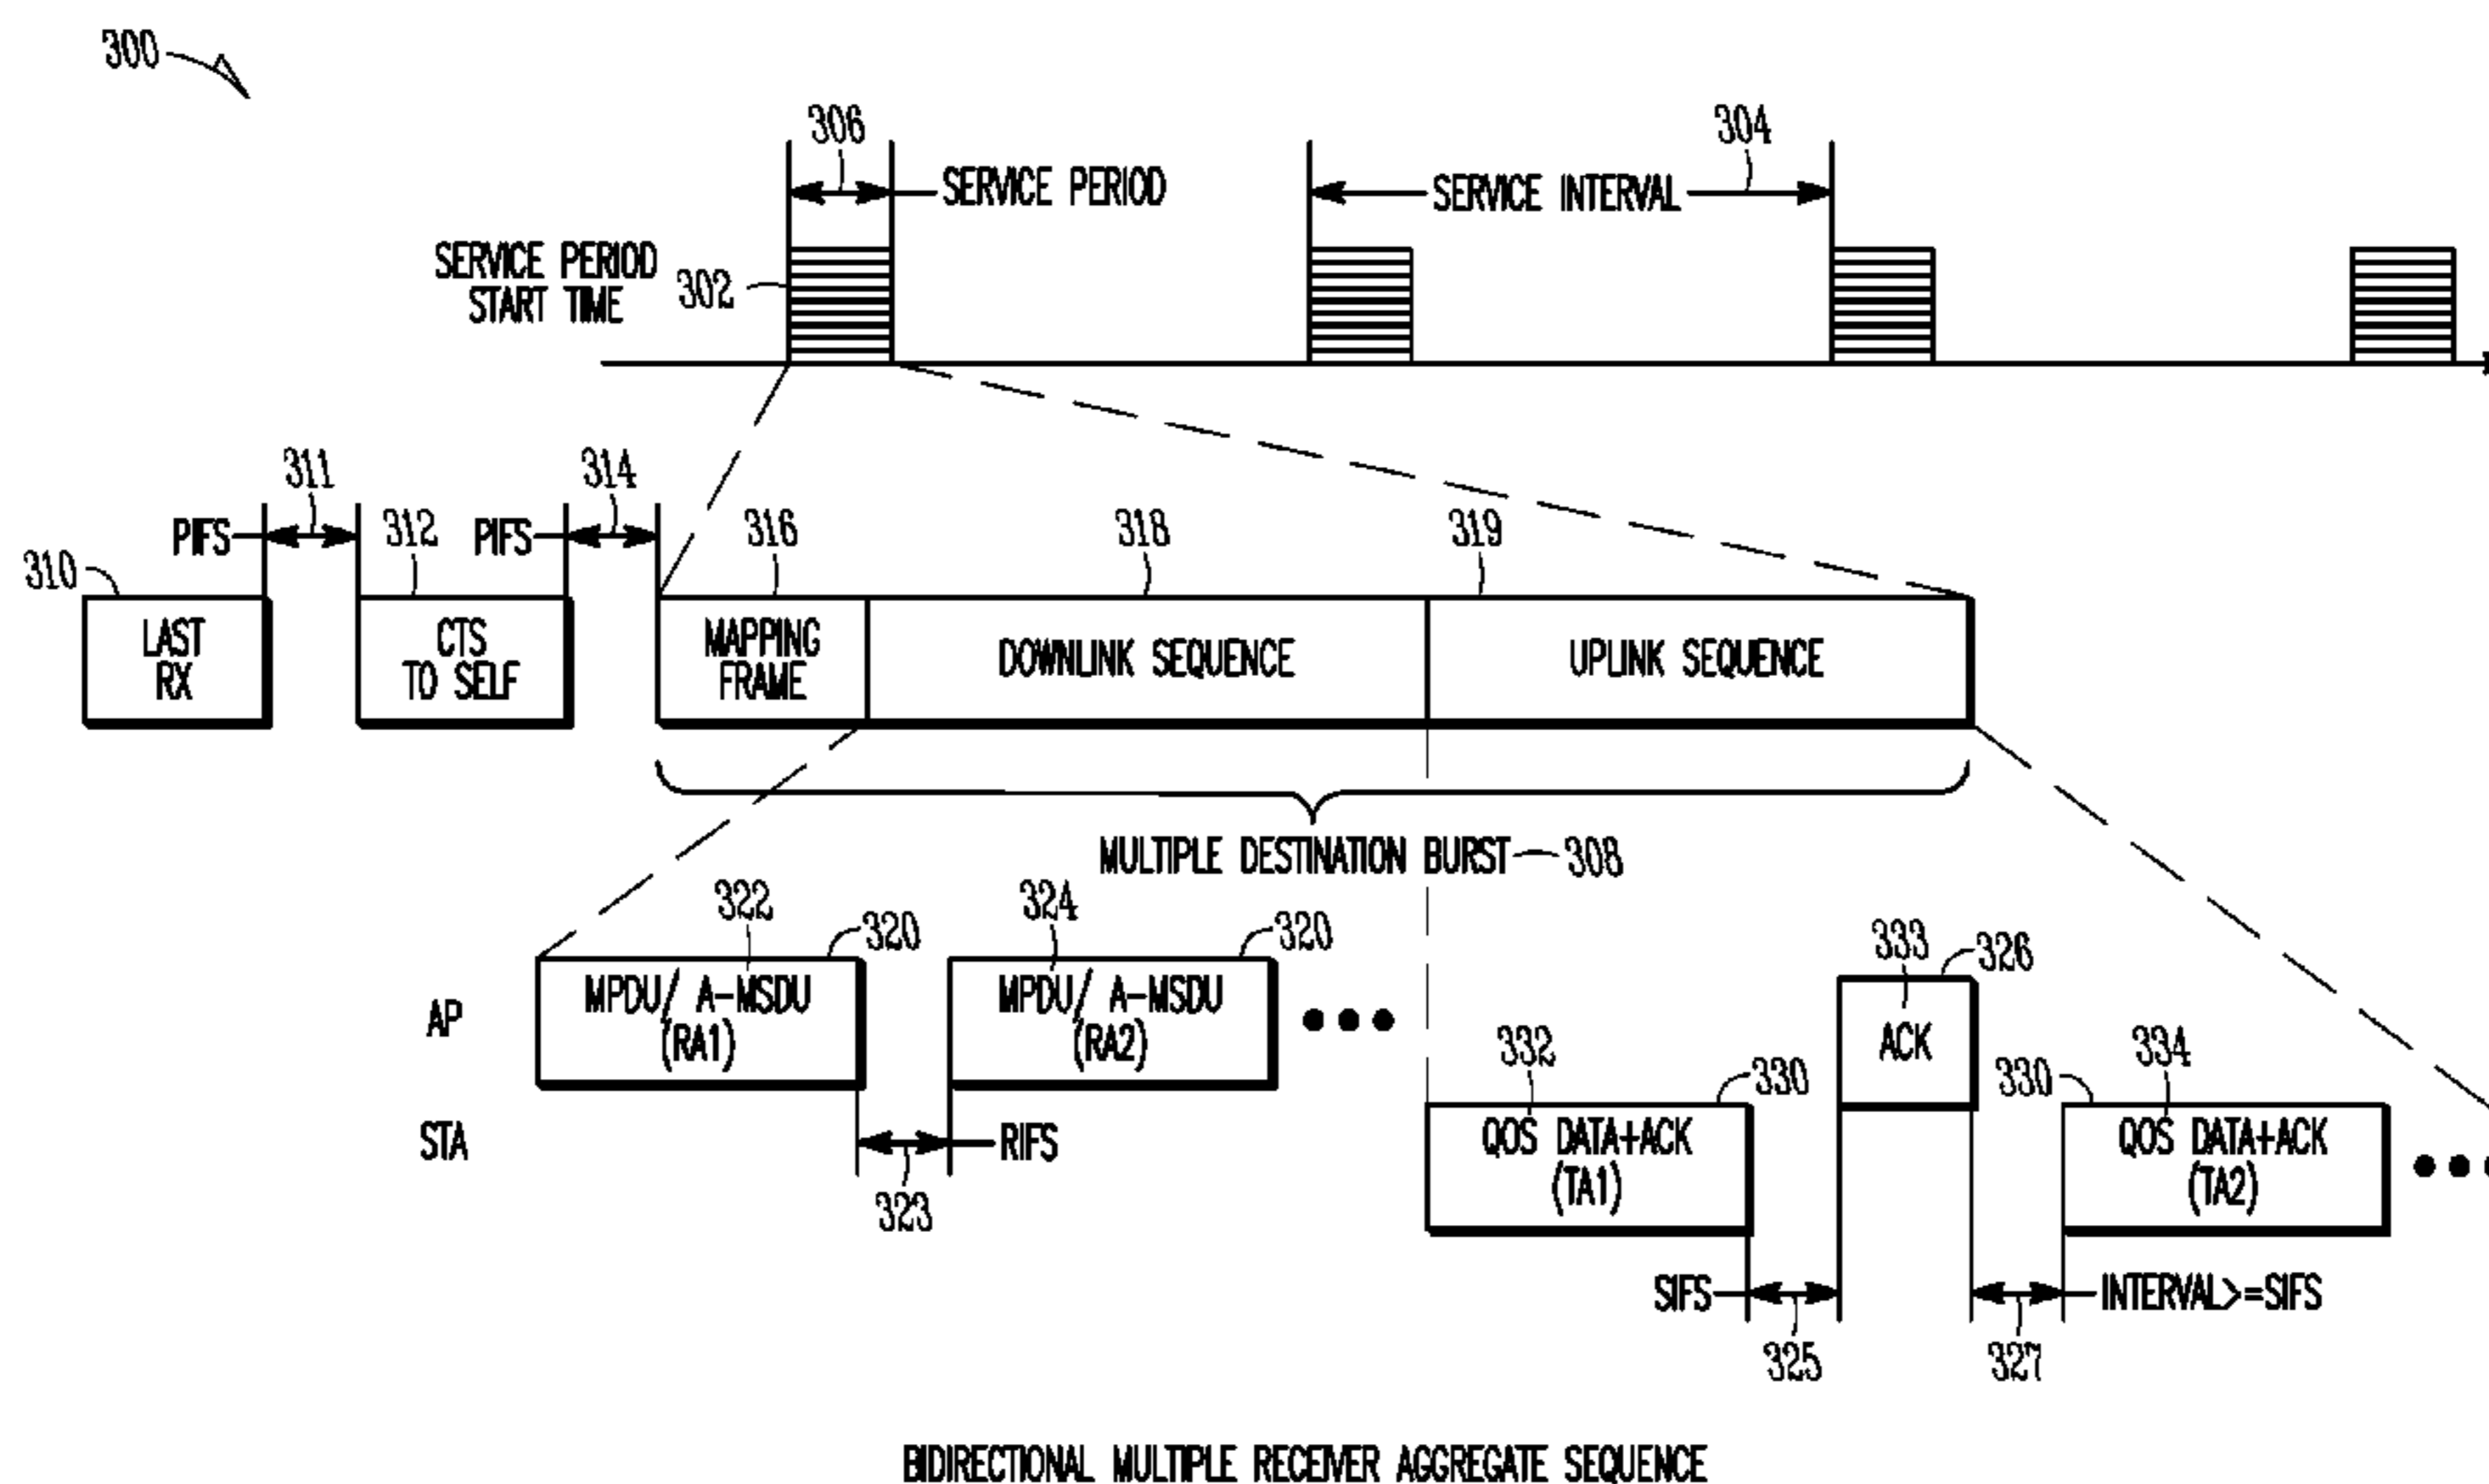 300
306
304
SERVICE PERIOD
SERVICE INTERVAL
SERVICE PERIOD
START TIME
302
311
314
PIFS
312
PIFS
316
318
319
310
LAST
RX
CTS
TO SELF
MAPPING
FRAME
DOWNLINK SEQUENCE
UPLINK SEQUENCE
MULTIPLE DESTINATION BURST
308
322
320
324
320
333
326
AP
MPDU/ A-MSDU
(RA1)
MPDU/ A-MSDU
(RA2)
ACK
332
330
330
334
STA
RIFS
323
QOS DATA+ACK
(TA1)
QOS DATA+ACK
(TA2)
SIFS
INTERVAL>=SIFS
325
327
BIDIRECTIONAL MULTIPLE RECEIVER AGGREGATE SEQUENCE